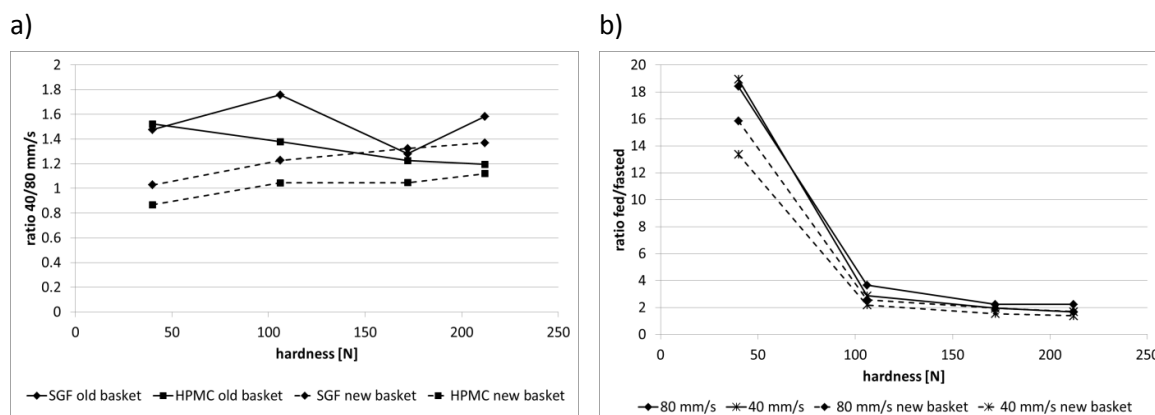 a)
2
1.8
1.6
1.4
1.2
1
0.8
0.6
0.4
0.2
0
ratio 40/80 mm/s
0 50 100 150 200 250
hardness [N]
SGF old basket HPMC old basket SGF new basket HPMC new basket
b)
20
18
16
14
12
10
8
6
4
2
0
ratio fed/fasted
0 50 100 150 200 250
hardness [N]
80 mm/s 40 mm/s 80 mm/s new basket 40 mm/s new basket